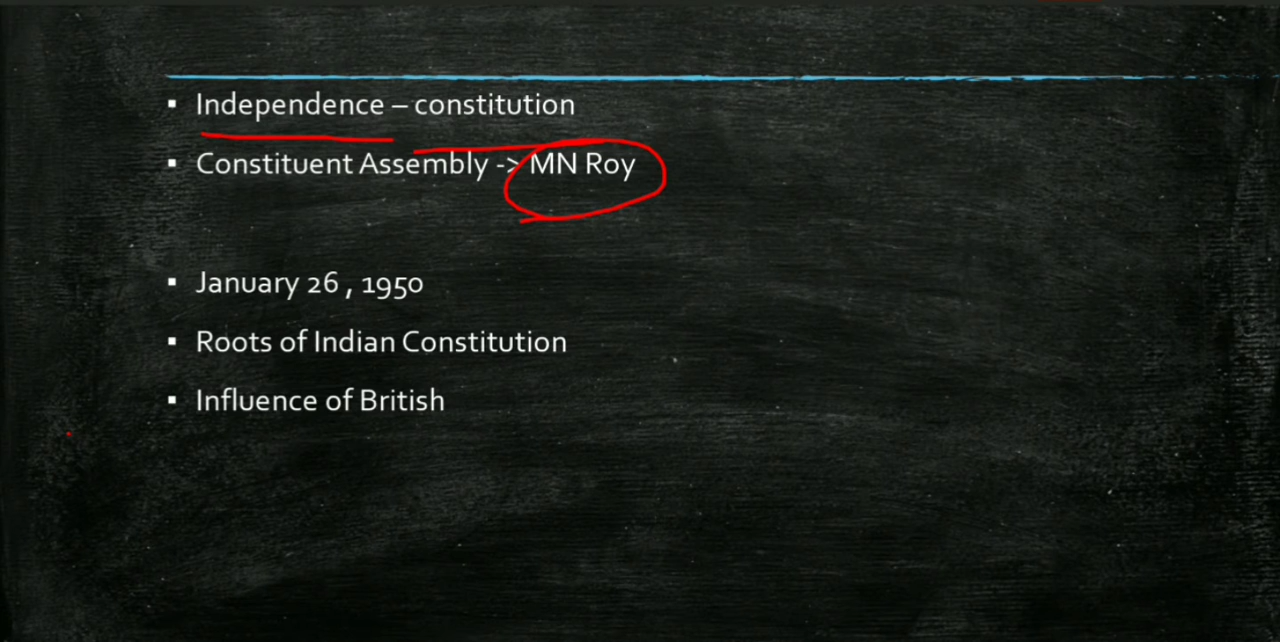 ▪ Independence – constitution
▪ Constituent Assembly -> MN Roy
▪ January 26 , 1950
▪ Roots of Indian Constitution
▪ Influence of British